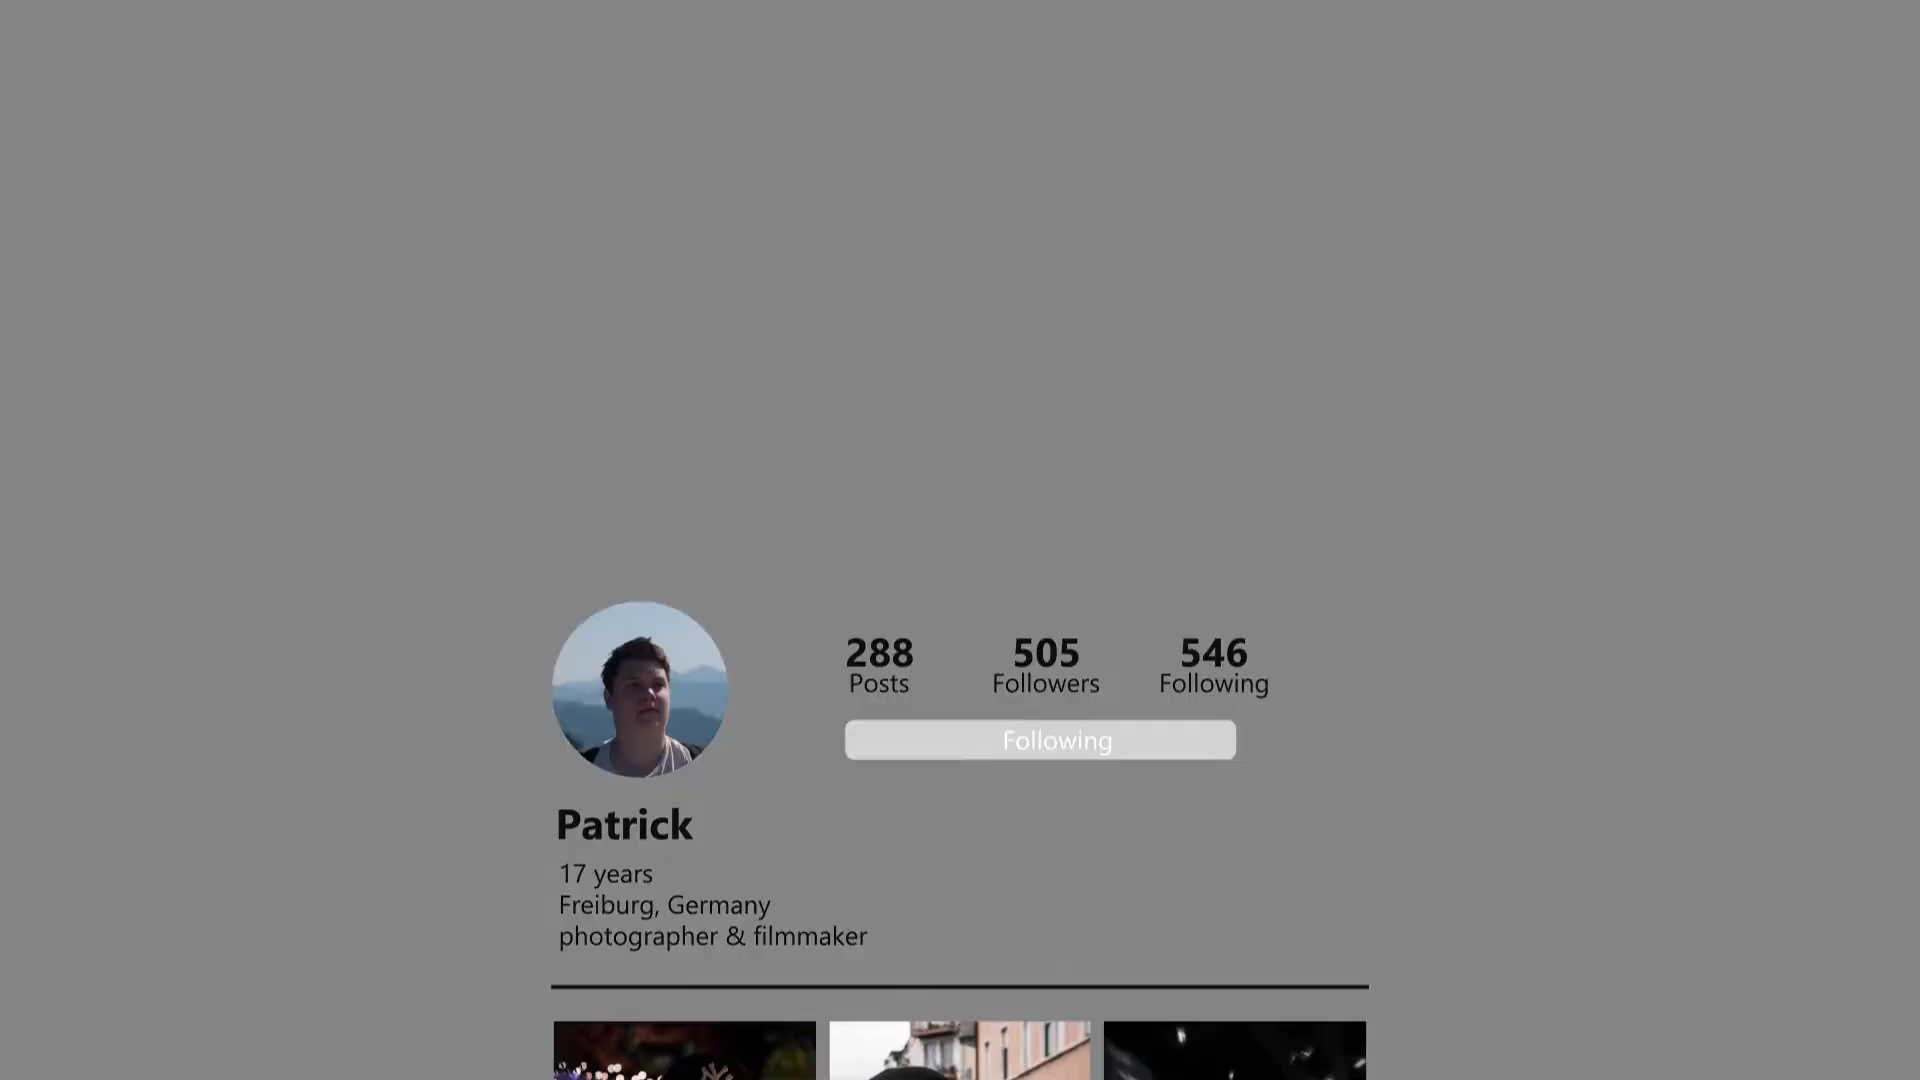 288 505 546
Posts Followers Following
Following
Patrick
17 years
Freiburg, Germany
photographer & filmmaker